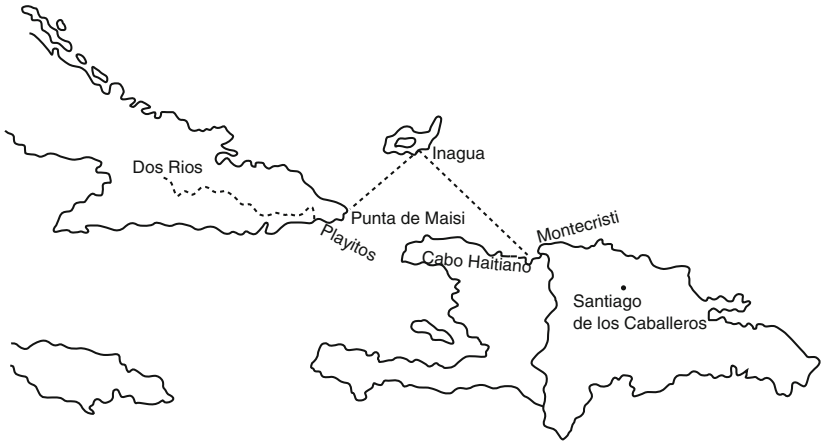 Dos Rios
Inagua
Punta de Maisi
Playitos
Montecristi
Cabo Haitiano
Santiago
de los Caballeros